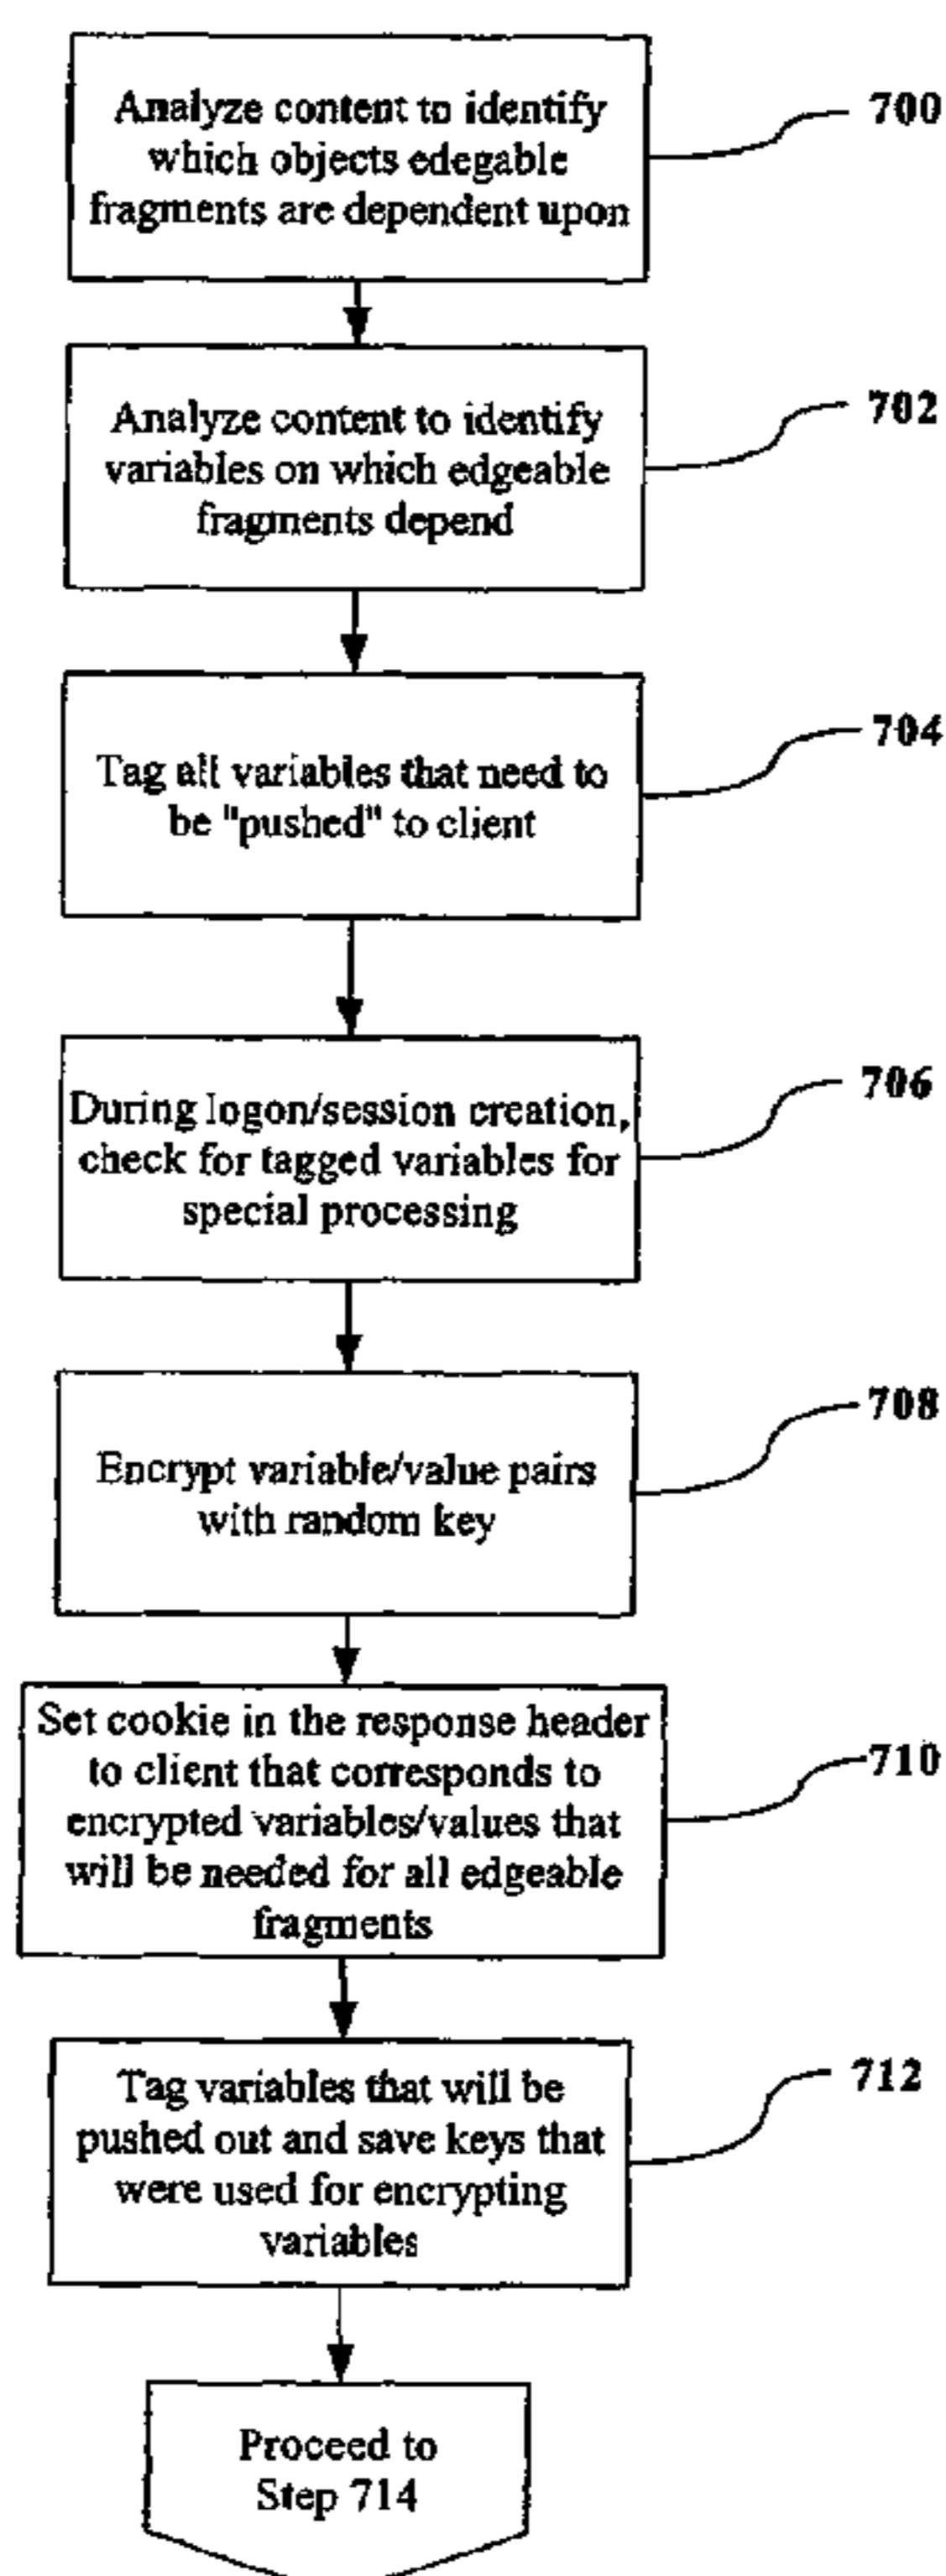 Analyze content to identify
which objects edegable
fragments are dependent upon
700
Analyze content to identify
variables on which edgeable
fragments depend
702
Tag all variables that need to
be "pushed" to client
704
During logon/session creation,
check for tagged variables for
special processing
706
Encrypt variable/value pairs
with random key
708
Set cookie in the response header
to client that corresponds to
encrypted variables/values that
will be needed for all edgeable
fragments
710
Tag variables that will be
pushed out and save keys that
were used for encrypting
variables
712
Proceed to
Step 714